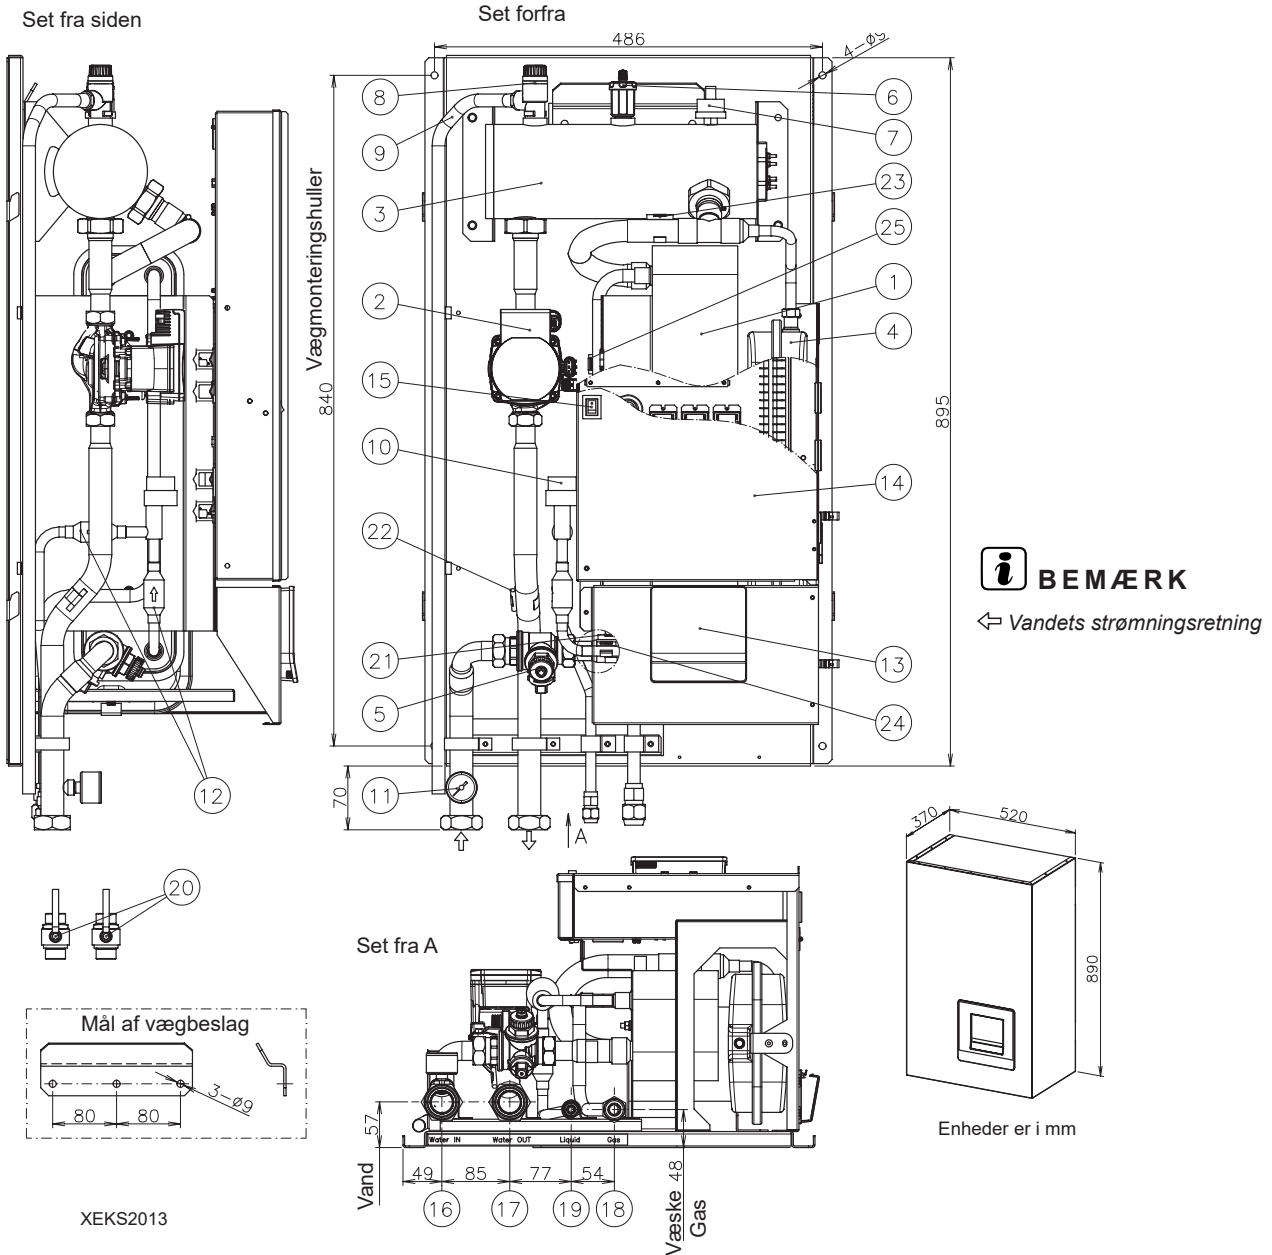 Set fra siden
Set forfra
486
4-ø9
8
6
9
7
3
23
25
Vægmonteringshuller
840
2
1
4
15
895
10
14
22
BEMÆRK
Vandets strømningsretning
21
13
5
24
12
70
11
A
370
520
890
20
Set fra A
Mål af vægbeslag
3-ø9
80
80
57
Water IN
Water OUT
Liquid
Gas
Enheder er i mm
Vand
49
85
77
54
Væske 48
Gas
16
17
19
18
XEKS2013